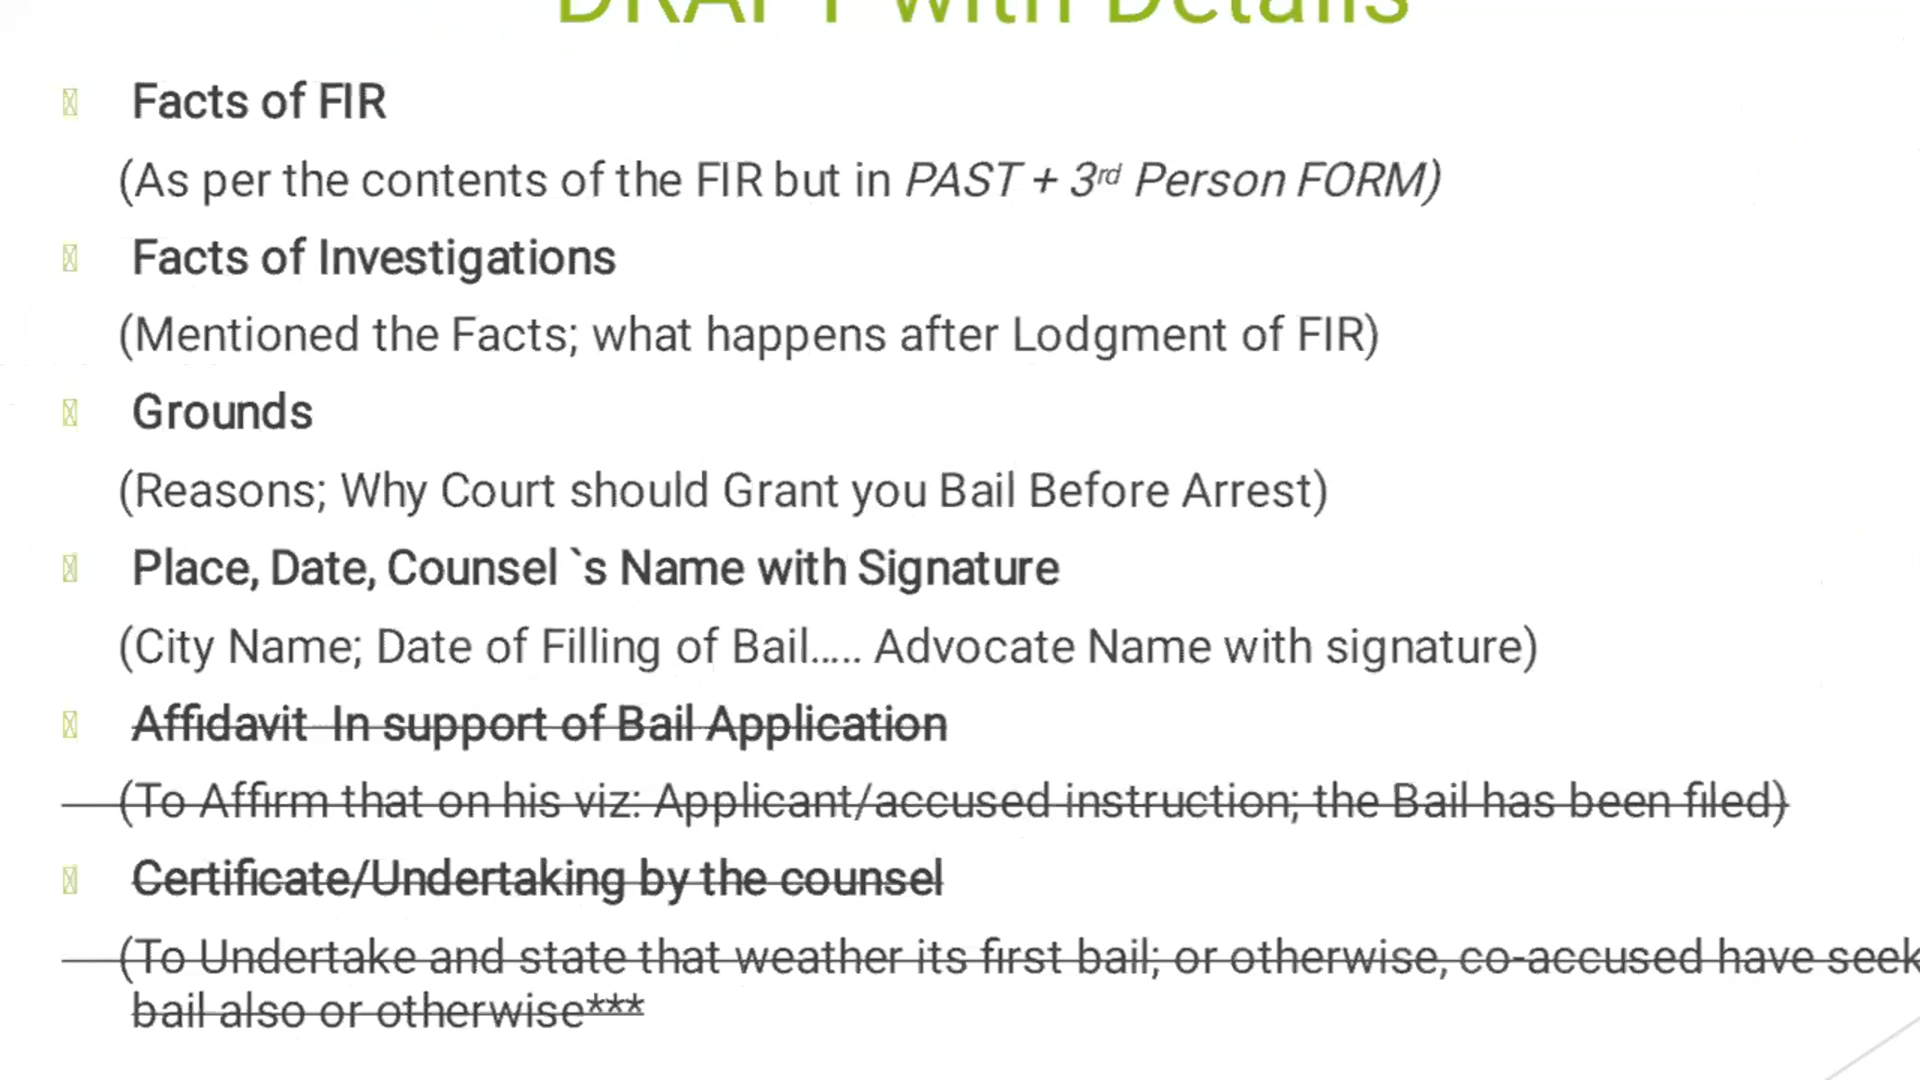 DRAFT with Details
Facts of FIR
(As per the contents of the FIR but in PAST + 3rd Person FORM)
Facts of Investigations
(Mentioned the Facts; what happens after Lodgment of FIR)
Grounds
(Reasons; Why Court should Grant you Bail Before Arrest)
Place, Date, Counsel `s Name with Signature
(City Name; Date of Filling of Bail..... Advocate Name with signature)
Affidavit In support of Bail Application
(To Affirm that on his viz: Applicant/accused instruction; the Bail has been filed)
Certificate/Undertaking by the counsel
(To Undertake and state that weather its first bail; or otherwise, co-accused have seek
bail also or otherwise***